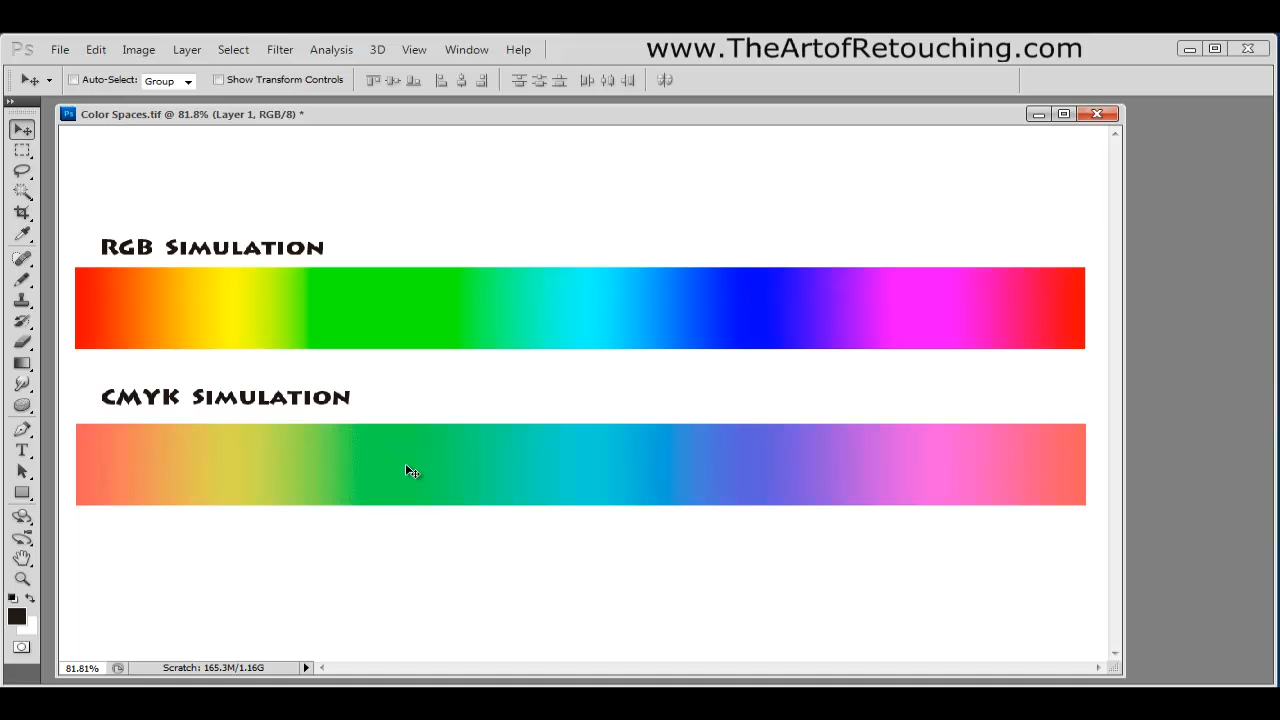 www.TheArtofRetouching.com
Ps File Edit Image Layer Select Filter Analysis 3D View Window Help
Auto-Select: Group Show Transform Controls
Ps Color Spaces.tif @ 81.8% (Layer 1, RGB/8) *
RGB Simulation
CMYK Simulation
81.81% Scratch: 165.3M/1.16G